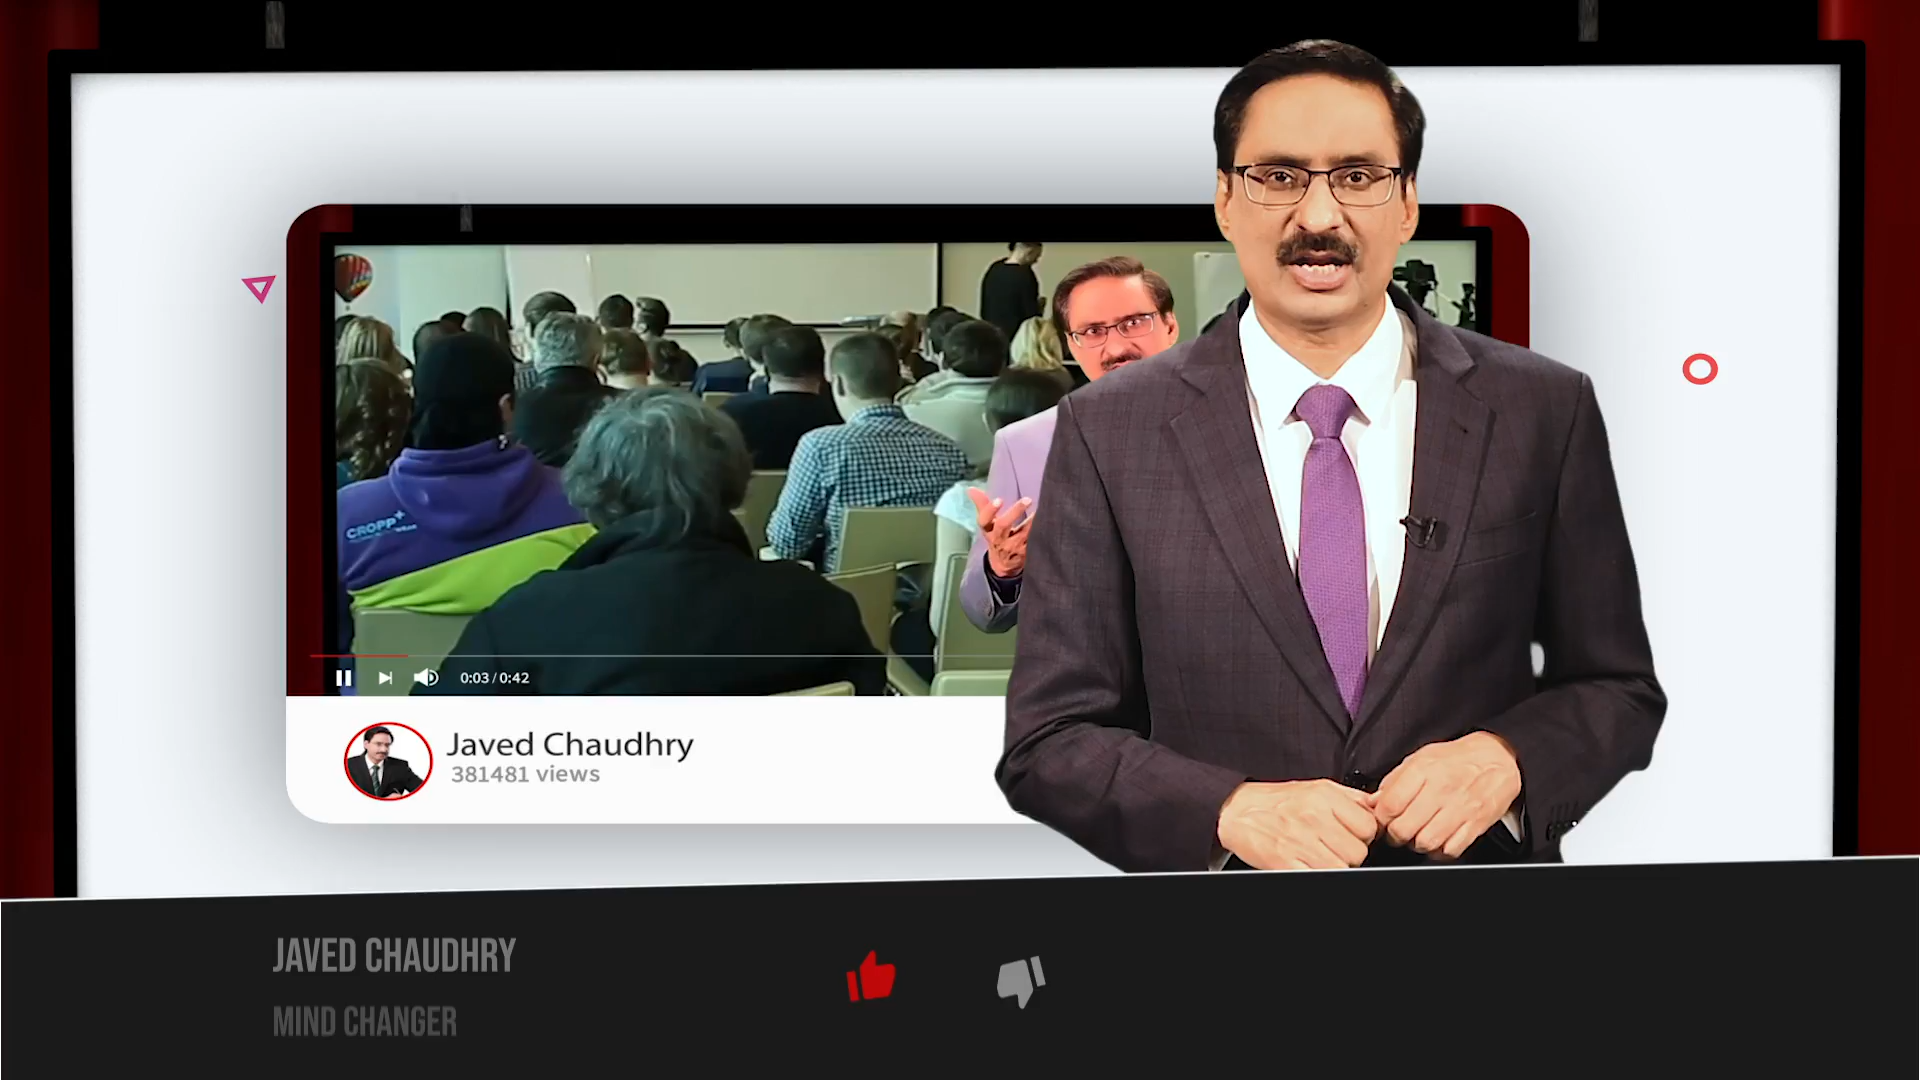 CROPP+
0:03 / 0:42
Javed Chaudhry
381481 views
JAVED CHAUDHRY
MIND CHANGER